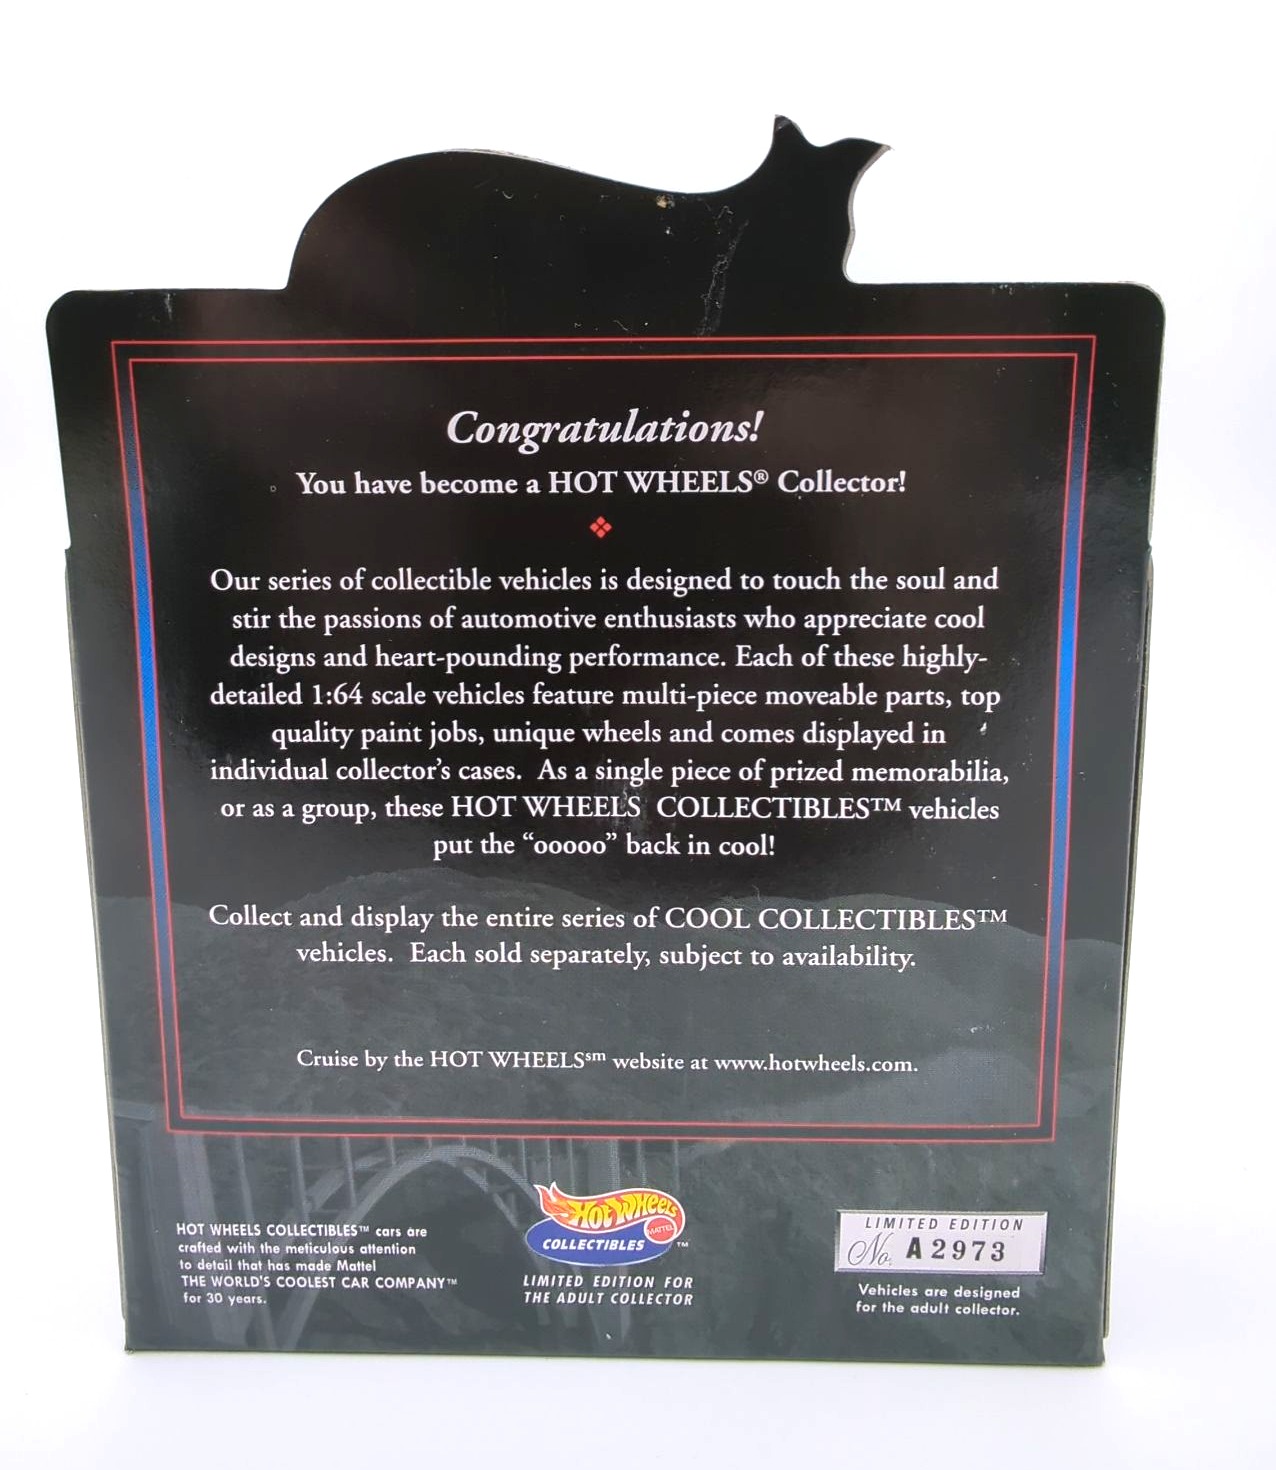 Congratulations!
You have become a HOT WHEELS® Collector!
Our series of collectible vehicles is designed to touch the soul and
stir the passions of automotive enthusiasts who appreciate cool
designs and heart-pounding performance. Each of these highly-
detailed 1:64 scale vehicles feature multi-piece moveable parts, top
quality paint jobs, unique wheels and comes displayed in
individual collector's cases. As a single piece of prized memorabilia,
or as a group, these HOT WHEELS COLLECTIBLES™ vehicles
put the “ooooo” back in cool!
Collect and display the entire series of COOL COLLECTIBLES™
vehicles. Each sold separately, subject to availability.
Cruise by the HOT WHEELS℠ website at www.hotwheels.com.
HOT WHEELS COLLECTIBLES™ cars are
crafted with the meticulous attention
to detail that has made Mattel
THE WORLD'S COOLEST CAR COMPANY™
for 30 years.
Hot Wheels
MATTEL
COLLECTIBLES ™
LIMITED EDITION FOR
THE ADULT COLLECTOR
LIMITED EDITION
No. A 2973
Vehicles are designed
for the adult collector.